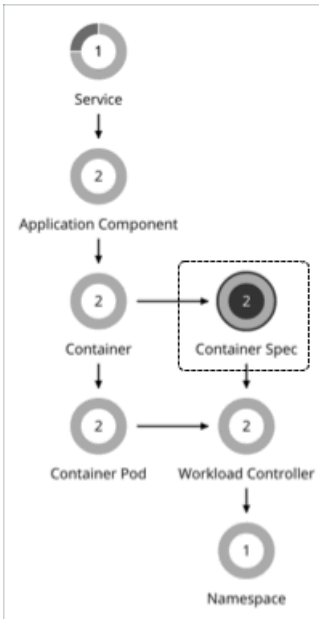 1
Service
2
Application Component
2
2
Container
Container Spec
2
2
Container Pod
Workload Controller
1
Namespace